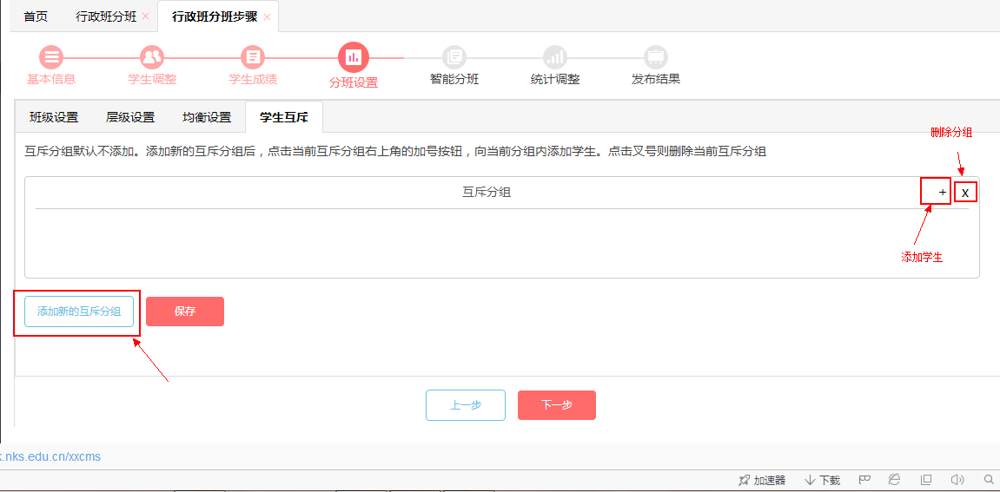 首页 行政班分班 × 行政班分班步骤 ×
基本信息 学生调整 学生成绩 分班设置 智能分班 统计调整 发布结果
班级设置 层级设置 均衡设置 学生互斥
删除分组
互斥分组默认不添加。添加新的互斥分组后，点击当前互斥分组右上角的加号按钮，向当前分组内添加学生。点击叉号则删除当前互斥分组
互斥分组 + x
添加学生
添加新的互斥分组 保存
上一步 下一步
.nks.edu.cn/xxcms
加速器 下载